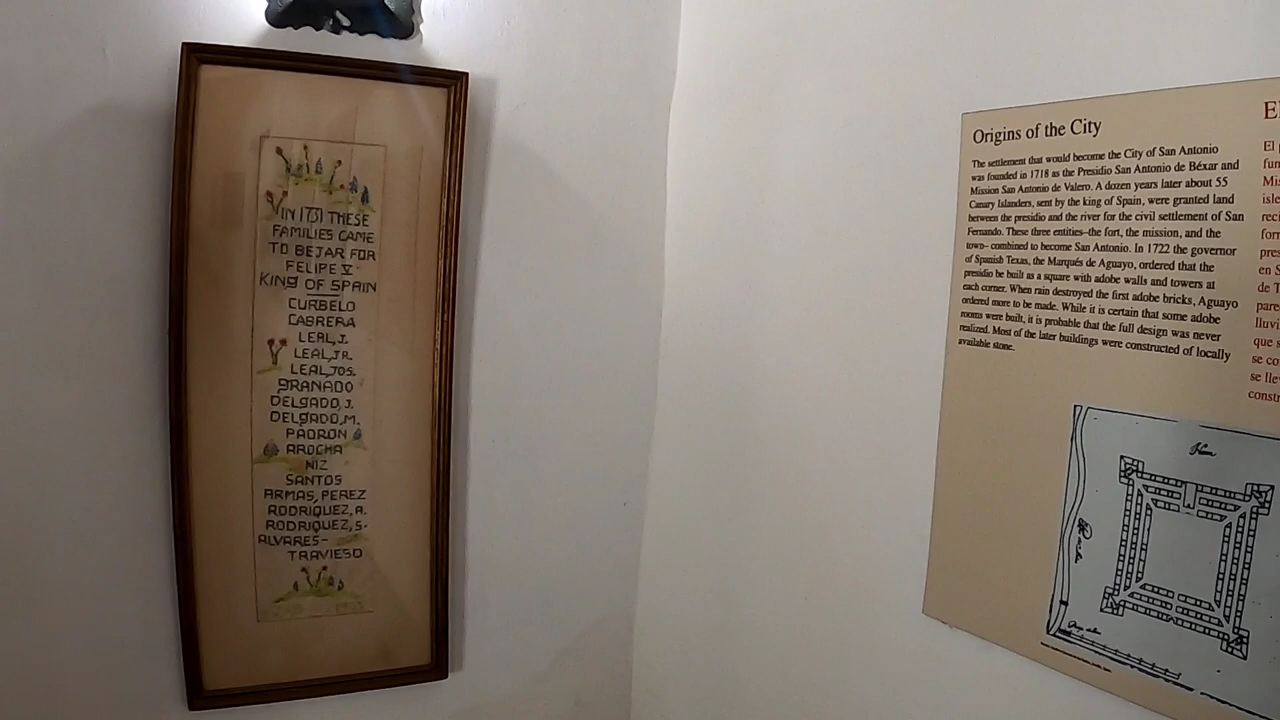 IN 1731 THESE
FAMILIES CAME
TO BEJAR FOR
FELIPE V
KING OF SPAIN
CURBELO
CABRERA
LEAL, J.
LEAL, JR.
LEAL, JOS.
GRANADO
DELGADO, J.
DELGADO, M.
PADRON
AROCHA
NIZ
SANTOS
ARMAS, PEREZ
RODRIQUEZ, A.
RODRIQUEZ, S.
ALVARES-
TRAVIESO
Origins of the City
The settlement that would become the City of San Antonio
was founded in 1718 as the Presidio San Antonio de Béxar and
Mission San Antonio de Valero. A dozen years later about 55
Canary Islanders, sent by the king of Spain, were granted land
between the presidio and the river for the civil settlement of San
Fernando. These three entities–the fort, the mission, and the
town– combined to become San Antonio. In 1722 the governor
of Spanish Texas, the Marqués de Aguayo, ordered that the
presidio be built as a square with adobe walls and towers at
each corner. When rain destroyed the first adobe bricks, Aguayo
ordered more to be made. While it is certain that some adobe
rooms were built, it is probable that the full design was never
realized. Most of the later buildings were constructed of locally
available stone.
El
en S
de T
que s
se co
se lle